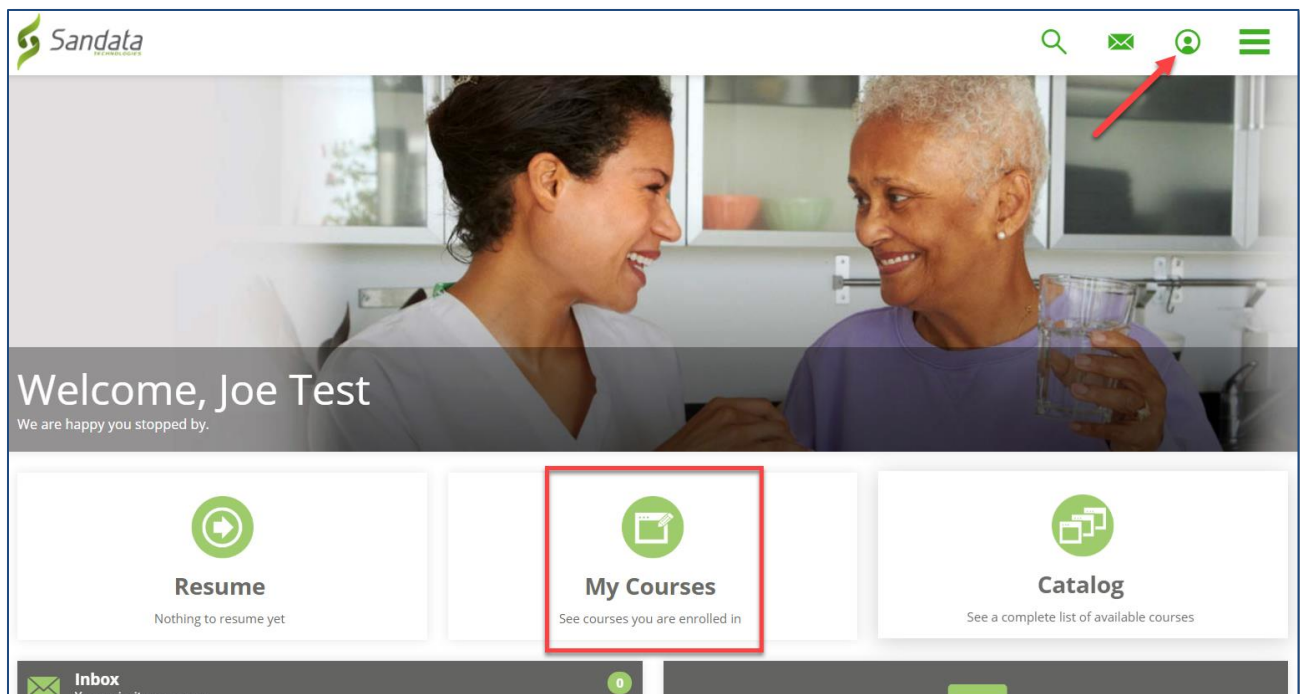 Sandata
TECHNOLOGIES
Welcome, Joe Test
We are happy you stopped by.
Resume
Nothing to resume yet
My Courses
See courses you are enrolled in
Catalog
See a complete list of available courses
Inbox
0